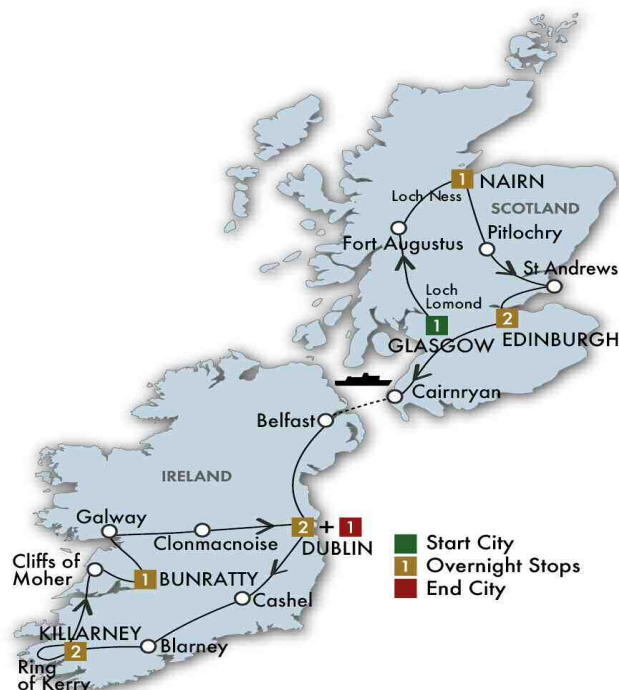 1 NAIRN
Loch Ness
SCOTLAND
Pitlochry
Fort Augustus
St Andrews
Loch
Lomond
1
2
GLASGOW
EDINBURGH
Cairnryan
Belfast
IRELAND
Galway
Clonmacnoise
2 + 1
DUBLIN
Start City
1 Overnight Stops
End City
Cliffs of
Moher
1 BUNRATTY
Cashel
KILLARNEY
2
Blarney
Ring
of Kerry